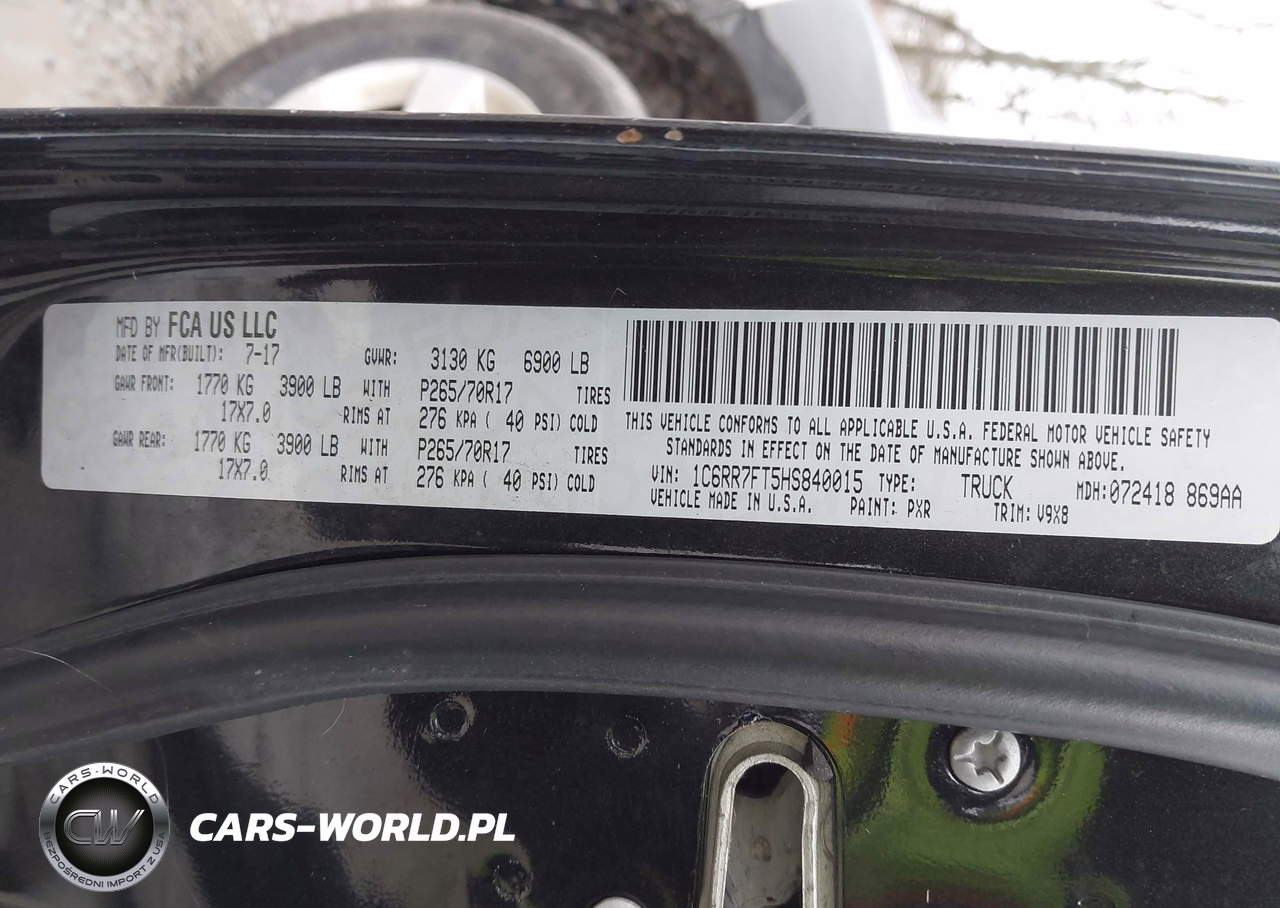 MFD BY FCA US LLC
DATE OF MFR(BUILT): 7-17 GVWR: 3130 KG 6900 LB
GAWR FRONT: 1770 KG 3900 LB WITH P265/70R17 TIRES
17X7.0 RIMS AT 276 KPA ( 40 PSI) COLD
GAWR REAR: 1770 KG 3900 LB WITH P265/70R17 TIRES
17X7.0 RIMS AT 276 KPA ( 40 PSI) COLD
THIS VEHICLE CONFORMS TO ALL APPLICABLE U.S.A. FEDERAL MOTOR VEHICLE SAFETY
STANDARDS IN EFFECT ON THE DATE OF MANUFACTURE SHOWN ABOVE.
VIN: 1C6RR7FT5HS840015 TYPE: TRUCK MDH:072418 869AA
VEHICLE MADE IN U.S.A. PAINT: PXR TRIM: V9X8
CARS-WORLD
CW
BEZPOŚREDNI IMPORT Z USA
CARS-WORLD.PL